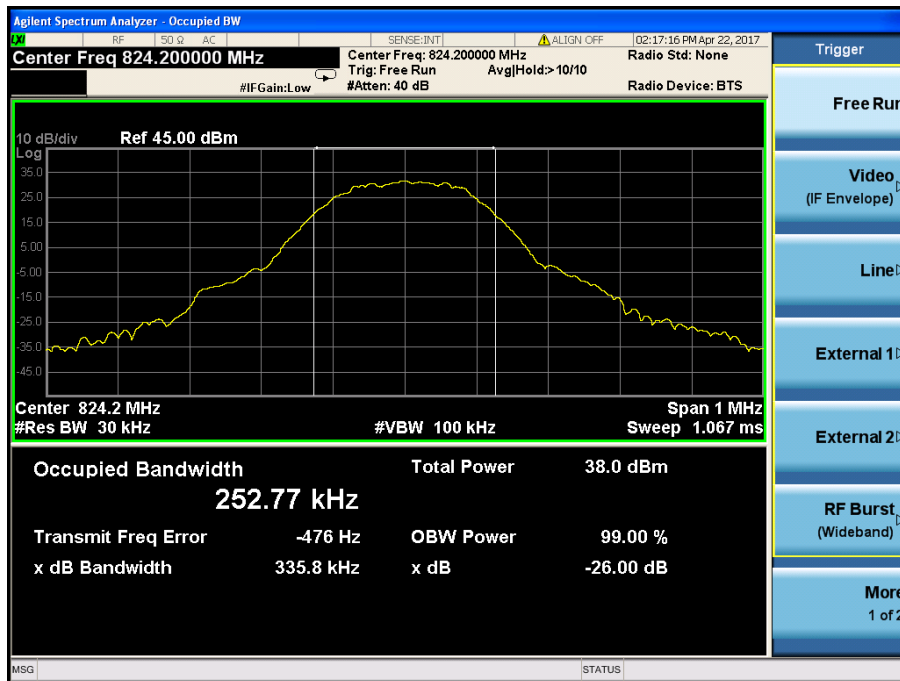 Agilent Spectrum Analyzer - Occupied BW
LXI RF 50 Ω AC SENSE:INT ALIGN OFF 02:17:16 PM Apr 22, 2017
Center Freq 824.200000 MHz
Center Freq: 824.200000 MHz Radio Std: None
Trig: Free Run Avg|Hold:>10/10
#IFGain:Low #Atten: 40 dB Radio Device: BTS
10 dB/div Ref 45.00 dBm
Log
35.0
25.0
15.0
5.00
-5.00
-15.0
-25.0
-35.0
-45.0
Center 824.2 MHz Span 1 MHz
#Res BW 30 kHz #VBW 100 kHz Sweep 1.067 ms
Occupied Bandwidth Total Power 38.0 dBm
252.77 kHz
Transmit Freq Error -476 Hz OBW Power 99.00 %
x dB Bandwidth 335.8 kHz x dB -26.00 dB
MSG STATUS
Trigger
Free Run
Video
(IF Envelope)
Line
External 1
External 2
RF Burst
(Wideband)
More
1 of 2